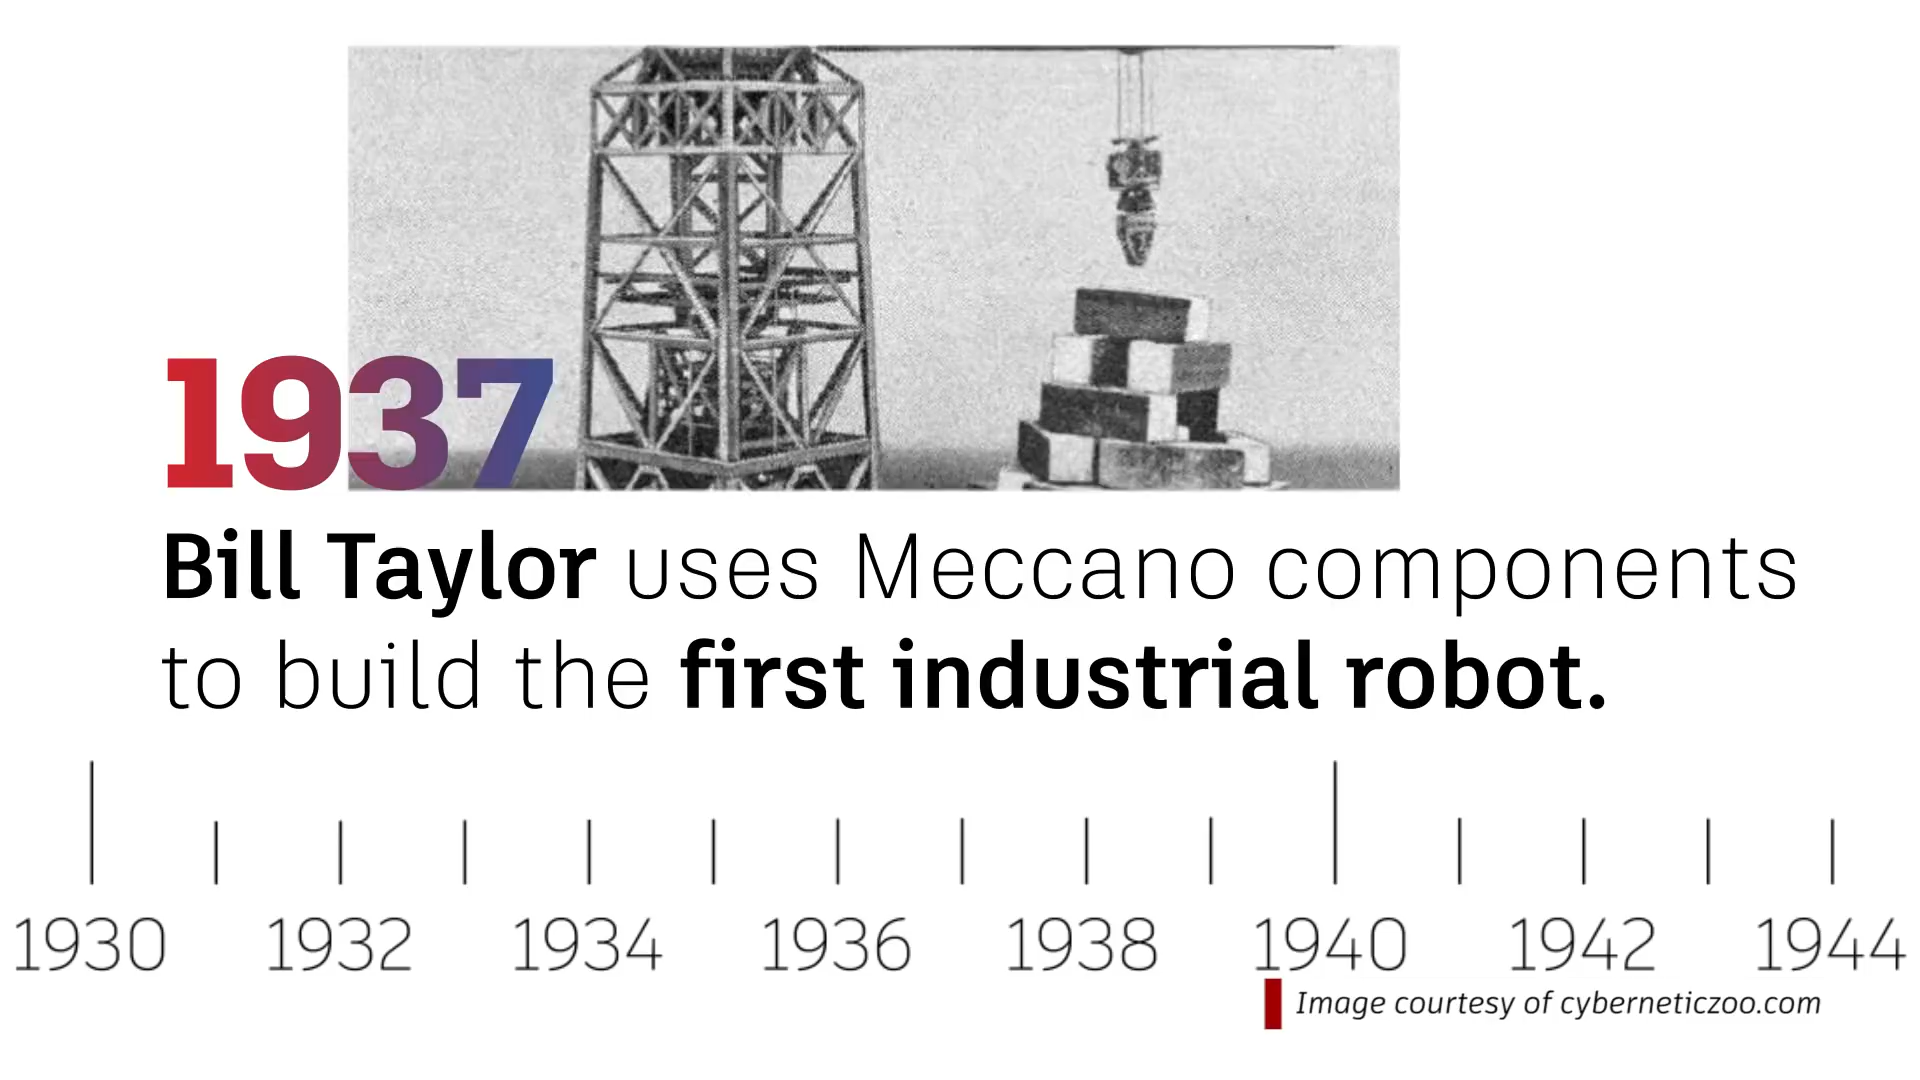 1937
Bill Taylor uses Meccano components
to build the first industrial robot.
1930 1932 1934 1936 1938 1940 1942 1944
Image courtesy of cyberneticzoo.com